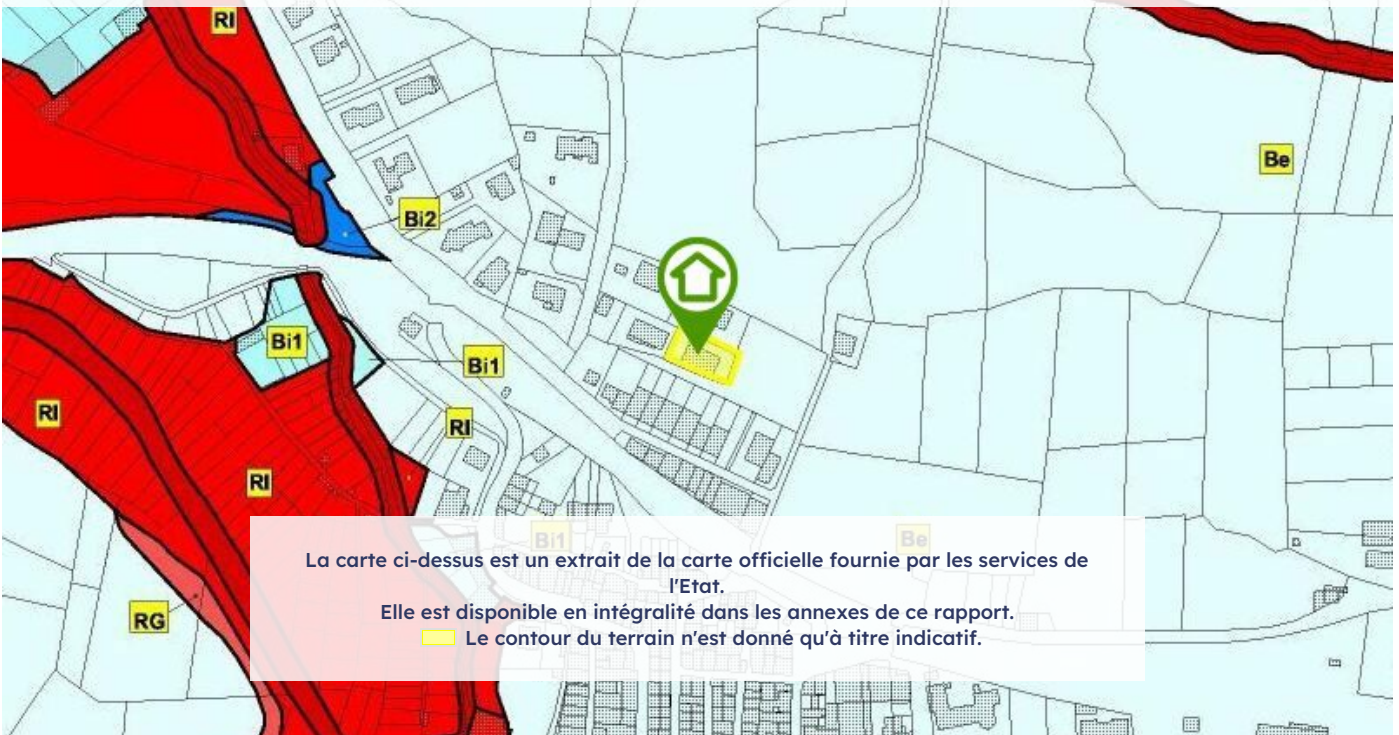 RI
Be
Bi2
Bi1
Bi1
RI
RI
RI
Bi1
Be
RG
La carte ci-dessus est un extrait de la carte officielle fournie par les services de
l'Etat.
Elle est disponible en intégralité dans les annexes de ce rapport.
Le contour du terrain n'est donné qu'à titre indicatif.